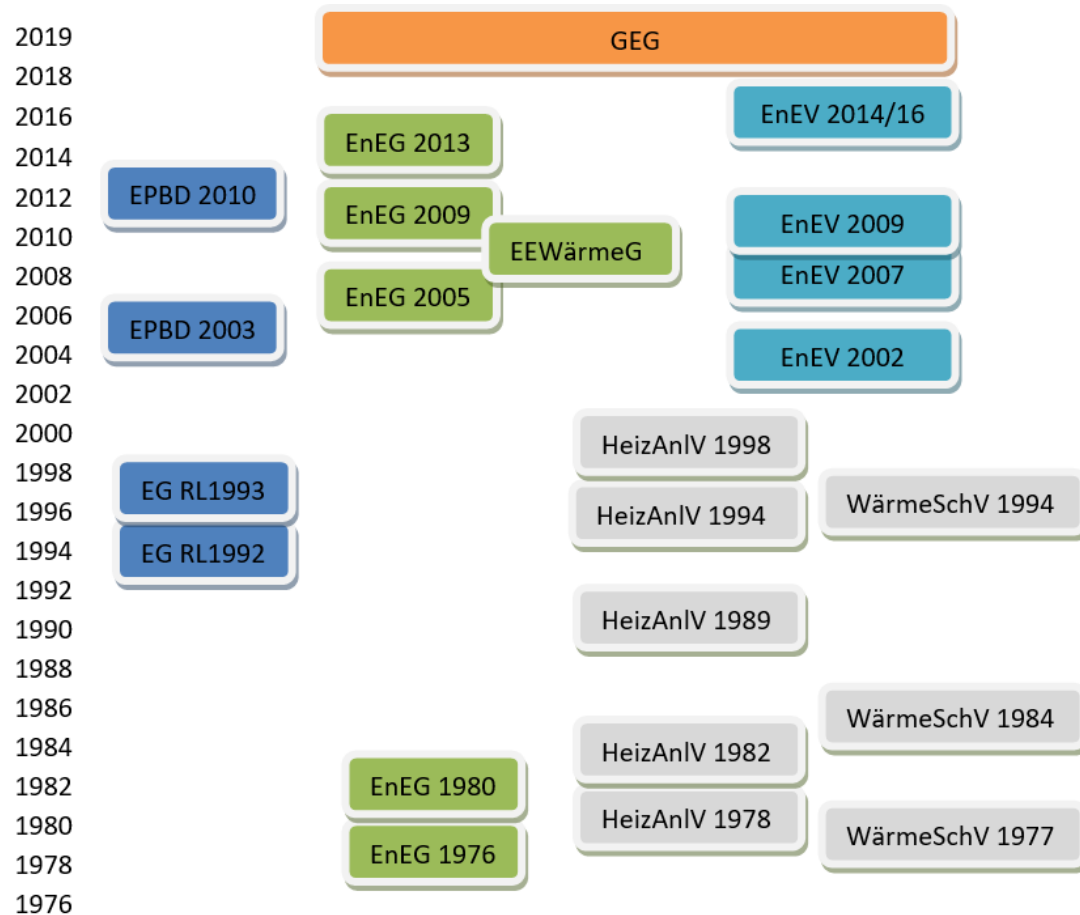 2019
GEG
2018
2016
EnEV 2014/16
EnEG 2013
2014
EPBD 2010
2012
EnEG 2009
EnEV 2009
2010
EEWärmeG
2008
EnEV 2007
EnEG 2005
2006
EPBD 2003
2004
EnEV 2002
2002
2000
HeizAnlV 1998
1998
EG RL1993
WärmeSchV 1994
1996
HeizAnlV 1994
1994
EG RL1992
1992
HeizAnlV 1989
1990
1988
1986
WärmeSchV 1984
1984
HeizAnlV 1982
1982
EnEG 1980
HeizAnlV 1978
1980
WärmeSchV 1977
EnEG 1976
1978
1976